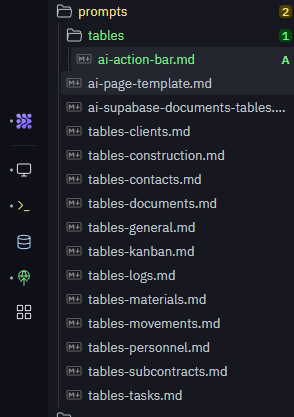 prompts 2
tables 1
ai-action-bar.md A
ai-page-template.md
ai-supabase-documents-tables....
tables-clients.md
tables-construction.md
tables-contacts.md
tables-documents.md
tables-general.md
tables-kanban.md
tables-logs.md
tables-materials.md
tables-movements.md
tables-personnel.md
tables-subcontracts.md
tables-tasks.md